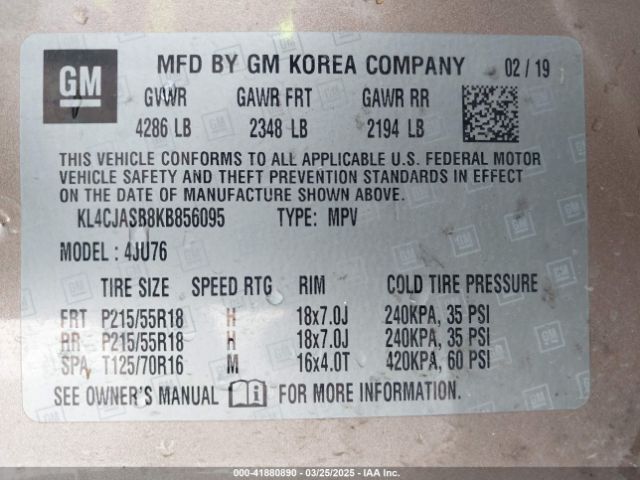 GM MFD BY GM KOREA COMPANY 02 / 19
GVWR GAWR FRT GAWR RR
4286 LB 2348 LB 2194 LB
THIS VEHICLE CONFORMS TO ALL APPLICABLE U.S. FEDERAL MOTOR
VEHICLE SAFETY AND THEFT PREVENTION STANDARDS IN EFFECT
ON THE DATE OF MANUFACTURE SHOWN ABOVE.
KL4CJASB8KB856095 TYPE: MPV
MODEL : 4JU76
TIRE SIZE SPEED RTG RIM COLD TIRE PRESSURE
FRT P215/55R18 H 18x7.0J 240KPA, 35 PSI
RR P215/55R18 H 18x7.0J 240KPA, 35 PSI
SPA T125/70R16 M 16x4.0T 420KPA, 60 PSI
SEE OWNER'S MANUAL FOR MORE INFORMATION.
000-41880890 - 03/25/2025 - IAA Inc.